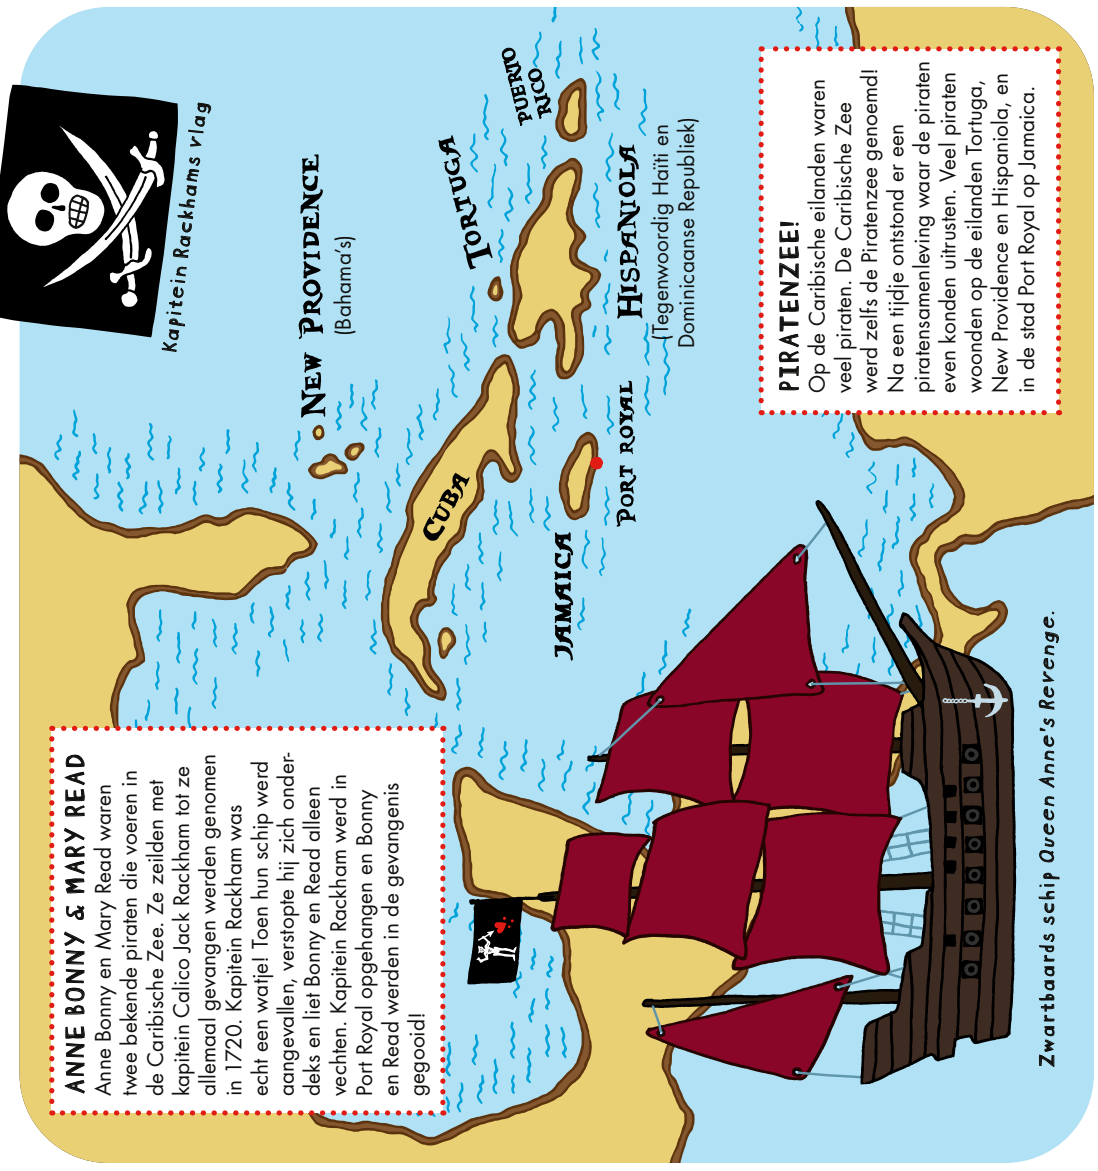 ANNE BONNY & MARY READ
Anne Bonny en Mary Read waren
twee bekende piraten die voeren in
de Caribische Zee. Ze zeilden met
kapitein Calico Jack Rackham tot ze
allemaal gevangen werden genomen
in 1720. Kapitein Rackham was
echt een watje! Toen hun schip werd
aangevallen, verstopte hij zich onder-
deks en liet Bonny en Read alleen
vechten. Kapitein Rackham werd in
Port Royal opgehangen en Bonny
en Read werden in de gevangenis
gegooid!
Kapitein Rackhams vlag
NEW PROVIDENCE
(Bahama's)
CUBA
TORTUGA
PUERTO
RICO
JAMAICA
PORT ROYAL
HISPANIOLA
(Tegenwoordig Haïti en
Dominicaanse Republiek)
PIRATENZEE!
Op de Caribische eilanden waren
veel piraten. De Caribische Zee
werd zelfs de Piratenzee genoemd!
Na een tijdje ontstond er een
piratensamenleving waar de piraten
even konden uitrusten. Veel piraten
woonden op de eilanden Tortuga,
New Providence en Hispaniola, en
in de stad Port Royal op Jamaica.
Zwartbaards schip Queen Anne's Revenge.